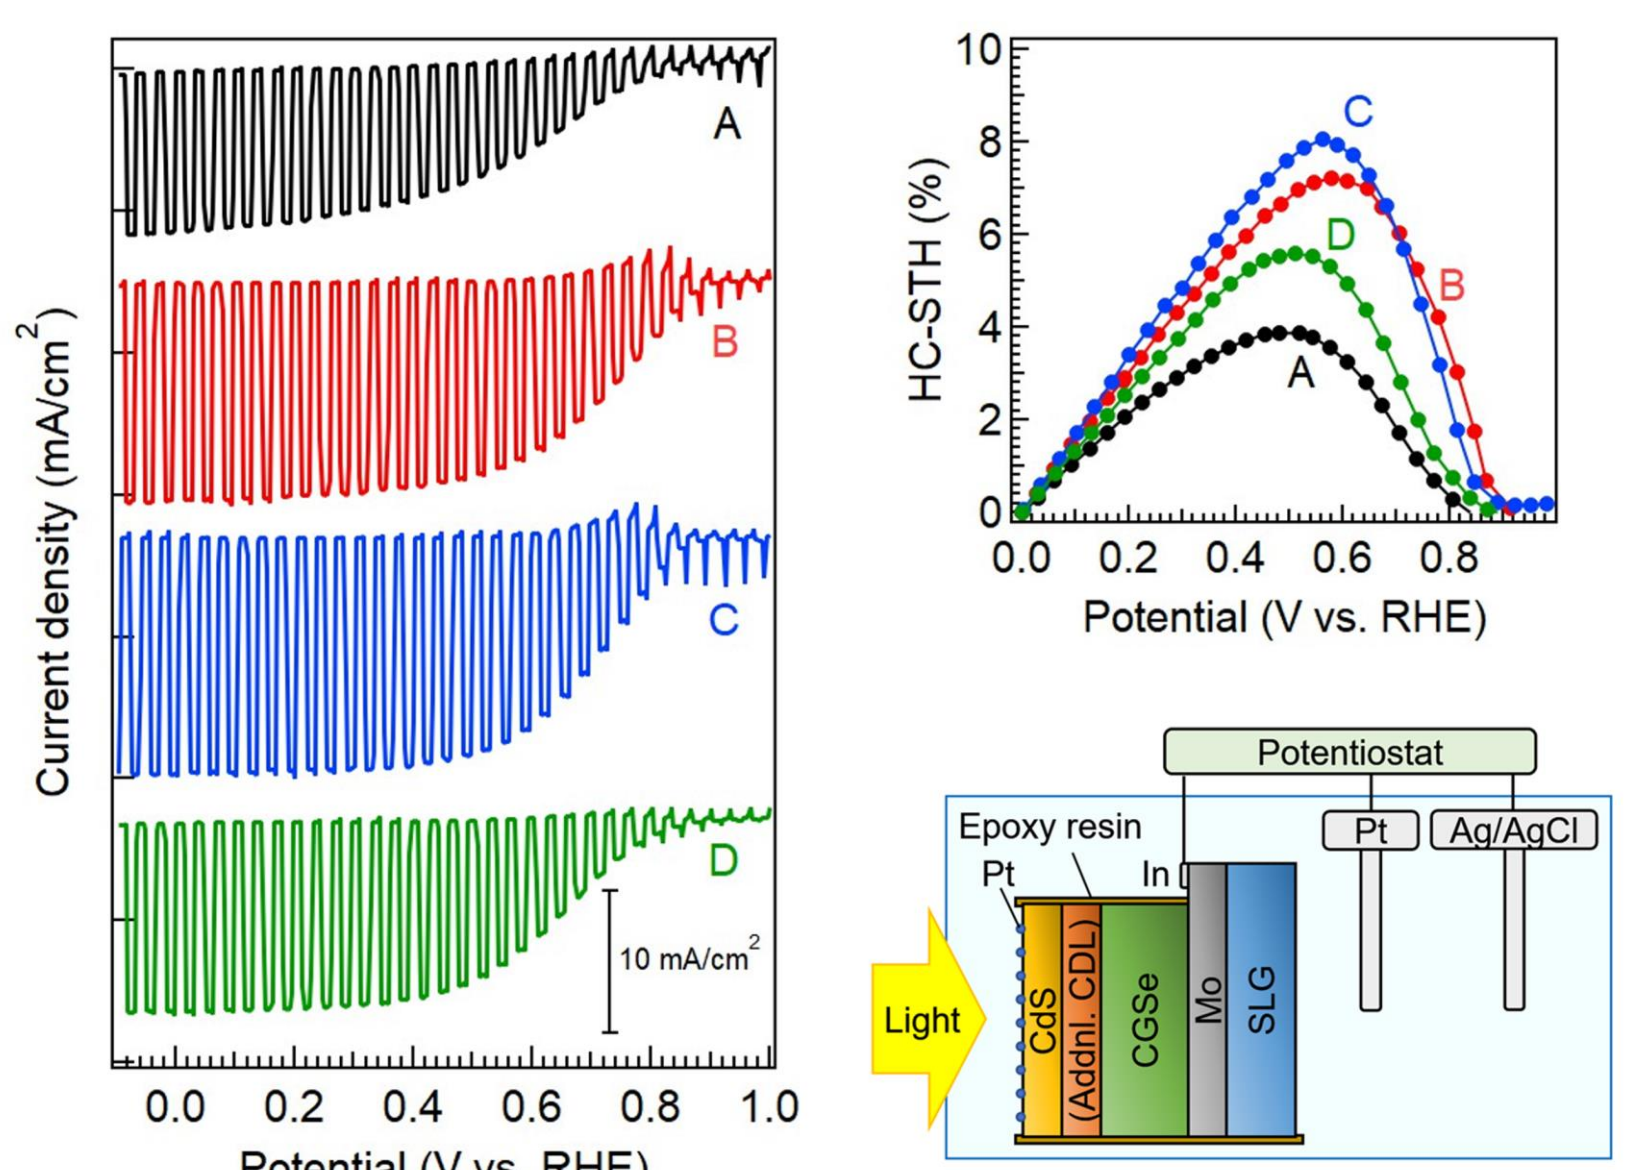 Current density (mA/cm2)
A
B
C
D
10 mA/cm2
0.0 0.2 0.4 0.6 0.8 1.0
Potential (V vs. RHE)
HC-STH (%)
10
8
6
4
2
0
C
D
B
A
0.0 0.2 0.4 0.6 0.8
Potential (V vs. RHE)
Potentiostat
Epoxy resin
Pt
Ag/AgCl
Pt
In
Light
CdS
(Addnl. CDL)
CGSe
Mo
SLG